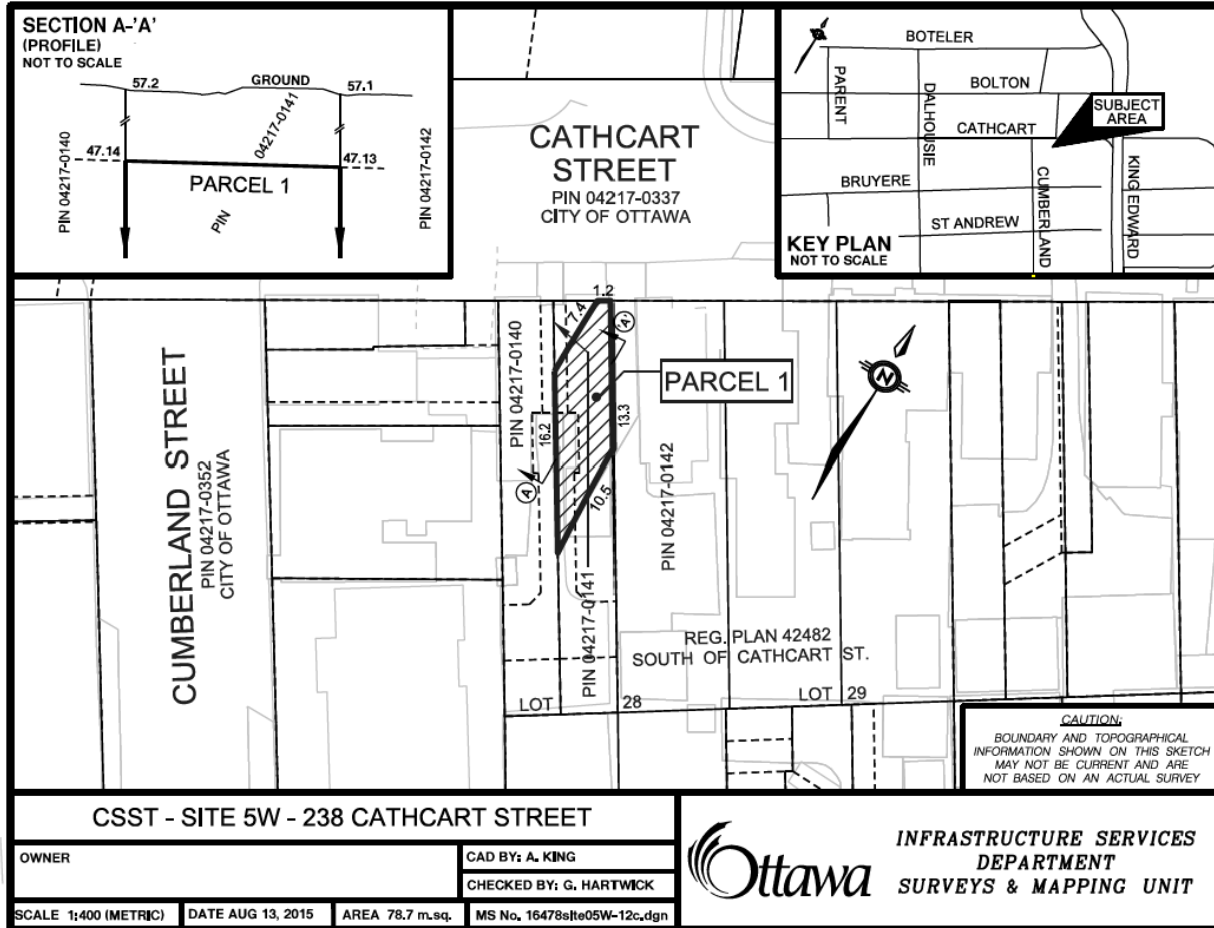 SECTION A-'A'
(PROFILE)
NOT TO SCALE
57.2
GROUND
57.1
04217-0141
PIN 04217-0140
47.14
47.13
PARCEL 1
PIN
PIN 04217-0142
CATHCART
STREET
PIN 04217-0337
CITY OF OTTAWA
BOTELER
PARENT
DALHOUSIE
BOLTON
SUBJECT
AREA
CATHCART
BRUYERE
CUMBERLAND
KING EDWARD
ST ANDREW
KEY PLAN
NOT TO SCALE
1.2
7.4
'A'
PIN 04217-0140
PARCEL 1
N
16.2
13.3
CUMBERLAND STREET
PIN 04217-0352
CITY OF OTTAWA
A
10.5
PIN 04217-0142
PIN 04217-0141
REG. PLAN 42482
SOUTH OF CATHCART ST.
LOT 28
LOT 29
CAUTION:
BOUNDARY AND TOPOGRAPHICAL
INFORMATION SHOWN ON THIS SKETCH
MAY NOT BE CURRENT AND ARE
NOT BASED ON AN ACTUAL SURVEY
CSST - SITE 5W - 238 CATHCART STREET
OWNER
CAD BY: A. KING
CHECKED BY: G. HARTWICK
SCALE 1:400 (METRIC)
DATE AUG 13, 2015
AREA 78.7 m.sq.
MS No. 16478site05W-12c.dgn
Ottawa
INFRASTRUCTURE SERVICES
DEPARTMENT
SURVEYS & MAPPING UNIT